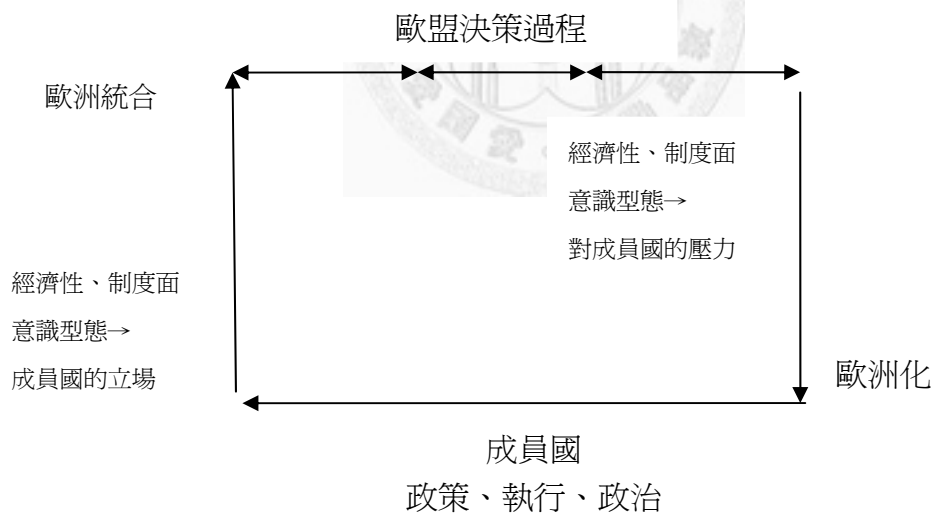 歐盟決策過程
歐洲統合
經濟性、制度面
意識型態→
對成員國的壓力
經濟性、制度面
意識型態→
成員國的立場
歐洲化
成員國
政策、執行、政治